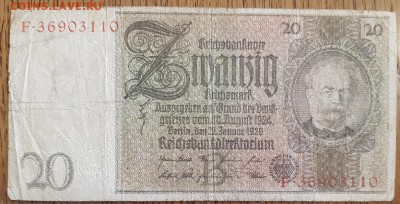 COINS.LAVE.RU
20
20
F·36903110
Reichsbanknote
Zwanzig
Reichsmark
Ausgegeben auf Grund des Bank-
gesetzes vom 30. August 1924
Berlin, den 22. Januar 1929
Reichsbankdirektorium
20
F·36903110